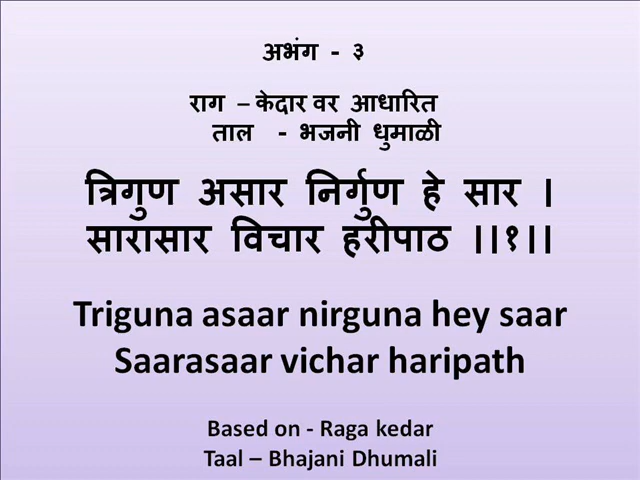 अभंग - ३
राग – केदार वर आधारित
ताल - भजनी धुमाळी
त्रिगुण असार निर्गुण हे सार |
सारासार विचार हरीपाठ ||१||
Triguna asaar nirguna hey saar
Saarasaar vichar haripath
Based on - Raga kedar
Taal – Bhajani Dhumali